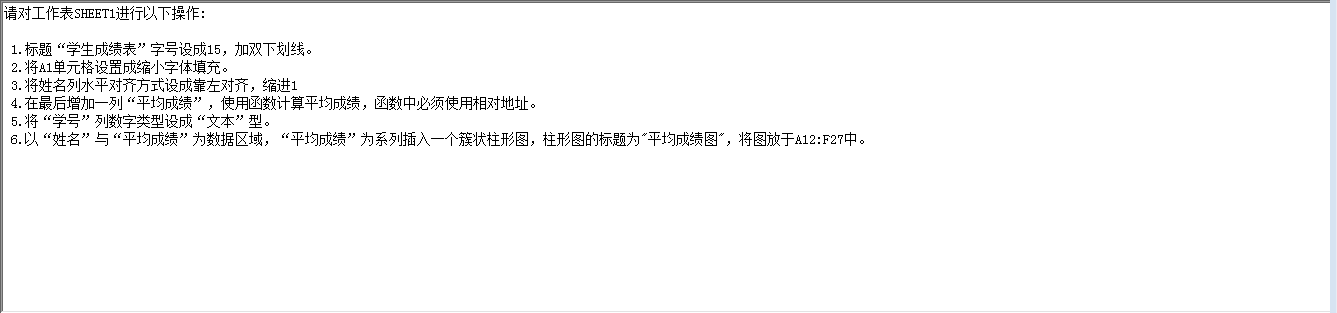 请对工作表SHEET1进行以下操作:
1.标题“学生成绩表”字号设成15，加双下划线。
2.将A1单元格设置成缩小字体填充。
3.将姓名列水平对齐方式设成靠左对齐，缩进1
4.在最后增加一列“平均成绩”，使用函数计算平均成绩，函数中必须使用相对地址。
5.将“学号”列数字类型设成“文本”型。
6.以“姓名”与“平均成绩”为数据区域，“平均成绩”为系列插入一个簇状柱形图，柱形图的标题为"平均成绩图"，将图放于A12:F27中。